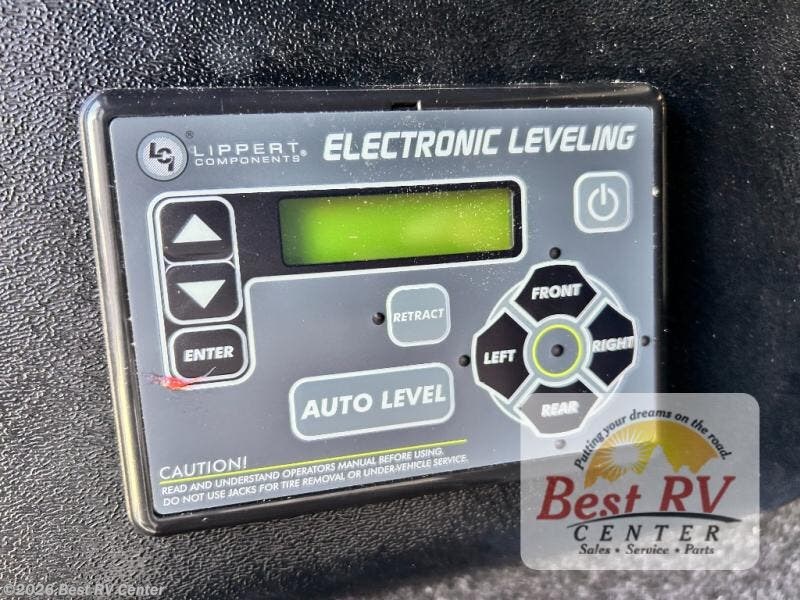 LCI
® LIPPERT
COMPONENTS®
ELECTRONIC LEVELING
ENTER
RETRACT
FRONT
LEFT
RIGHT
REAR
AUTO LEVEL
CAUTION!
READ AND UNDERSTAND OPERATORS MANUAL BEFORE USING.
DO NOT USE JACKS FOR TIRE REMOVAL OR UNDER-VEHICLE SERVICE.
Putting your dreams on the road.
Best RV
CENTER
Sales • Service • Parts
©2026 Best RV Center